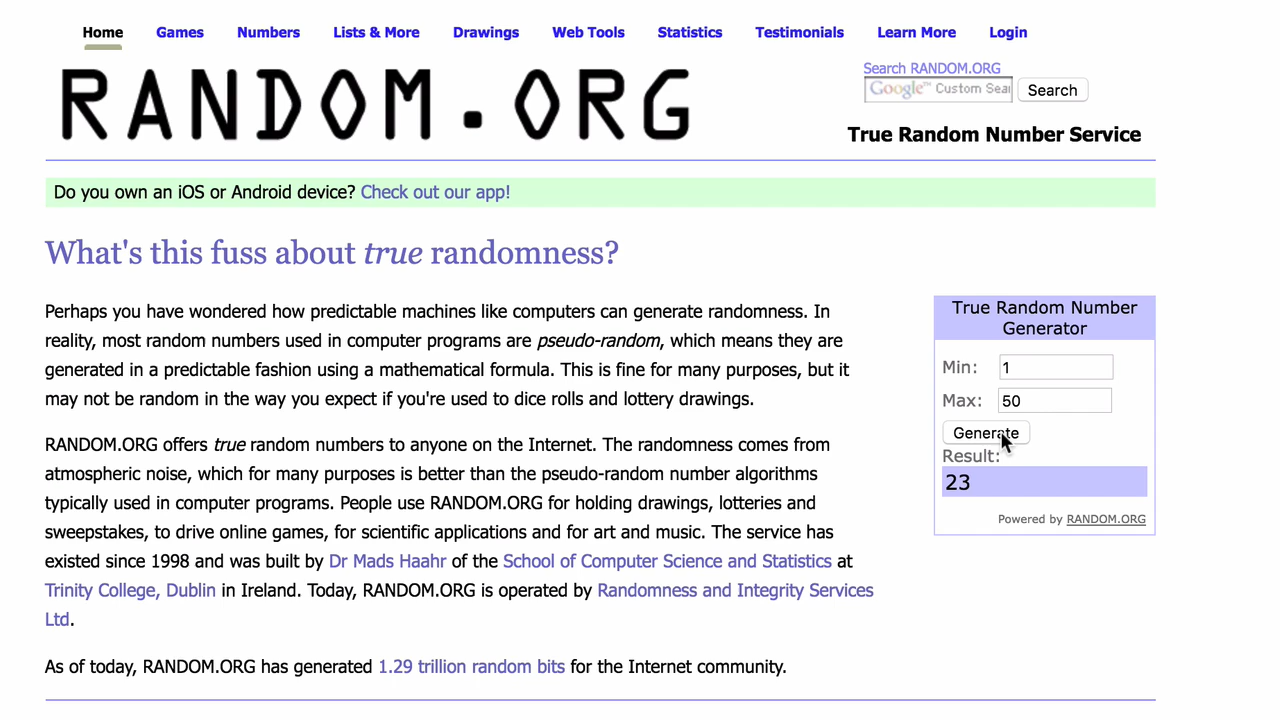 Home Games Numbers Lists & More Drawings Web Tools Statistics Testimonials Learn More Login
RANDOM.ORG
Search RANDOM.ORG
Google™ Custom Sear
Search
True Random Number Service
Do you own an iOS or Android device? Check out our app!
What's this fuss about true randomness?
Perhaps you have wondered how predictable machines like computers can generate randomness. In
reality, most random numbers used in computer programs are pseudo-random, which means they are
generated in a predictable fashion using a mathematical formula. This is fine for many purposes, but it
may not be random in the way you expect if you're used to dice rolls and lottery drawings.
RANDOM.ORG offers true random numbers to anyone on the Internet. The randomness comes from
atmospheric noise, which for many purposes is better than the pseudo-random number algorithms
typically used in computer programs. People use RANDOM.ORG for holding drawings, lotteries and
sweepstakes, to drive online games, for scientific applications and for art and music. The service has
existed since 1998 and was built by Dr Mads Haahr of the School of Computer Science and Statistics at
Trinity College, Dublin in Ireland. Today, RANDOM.ORG is operated by Randomness and Integrity Services
Ltd.
As of today, RANDOM.ORG has generated 1.29 trillion random bits for the Internet community.
True Random Number
Generator
Min: 1
Max: 50
Generate
Result:
23
Powered by RANDOM.ORG